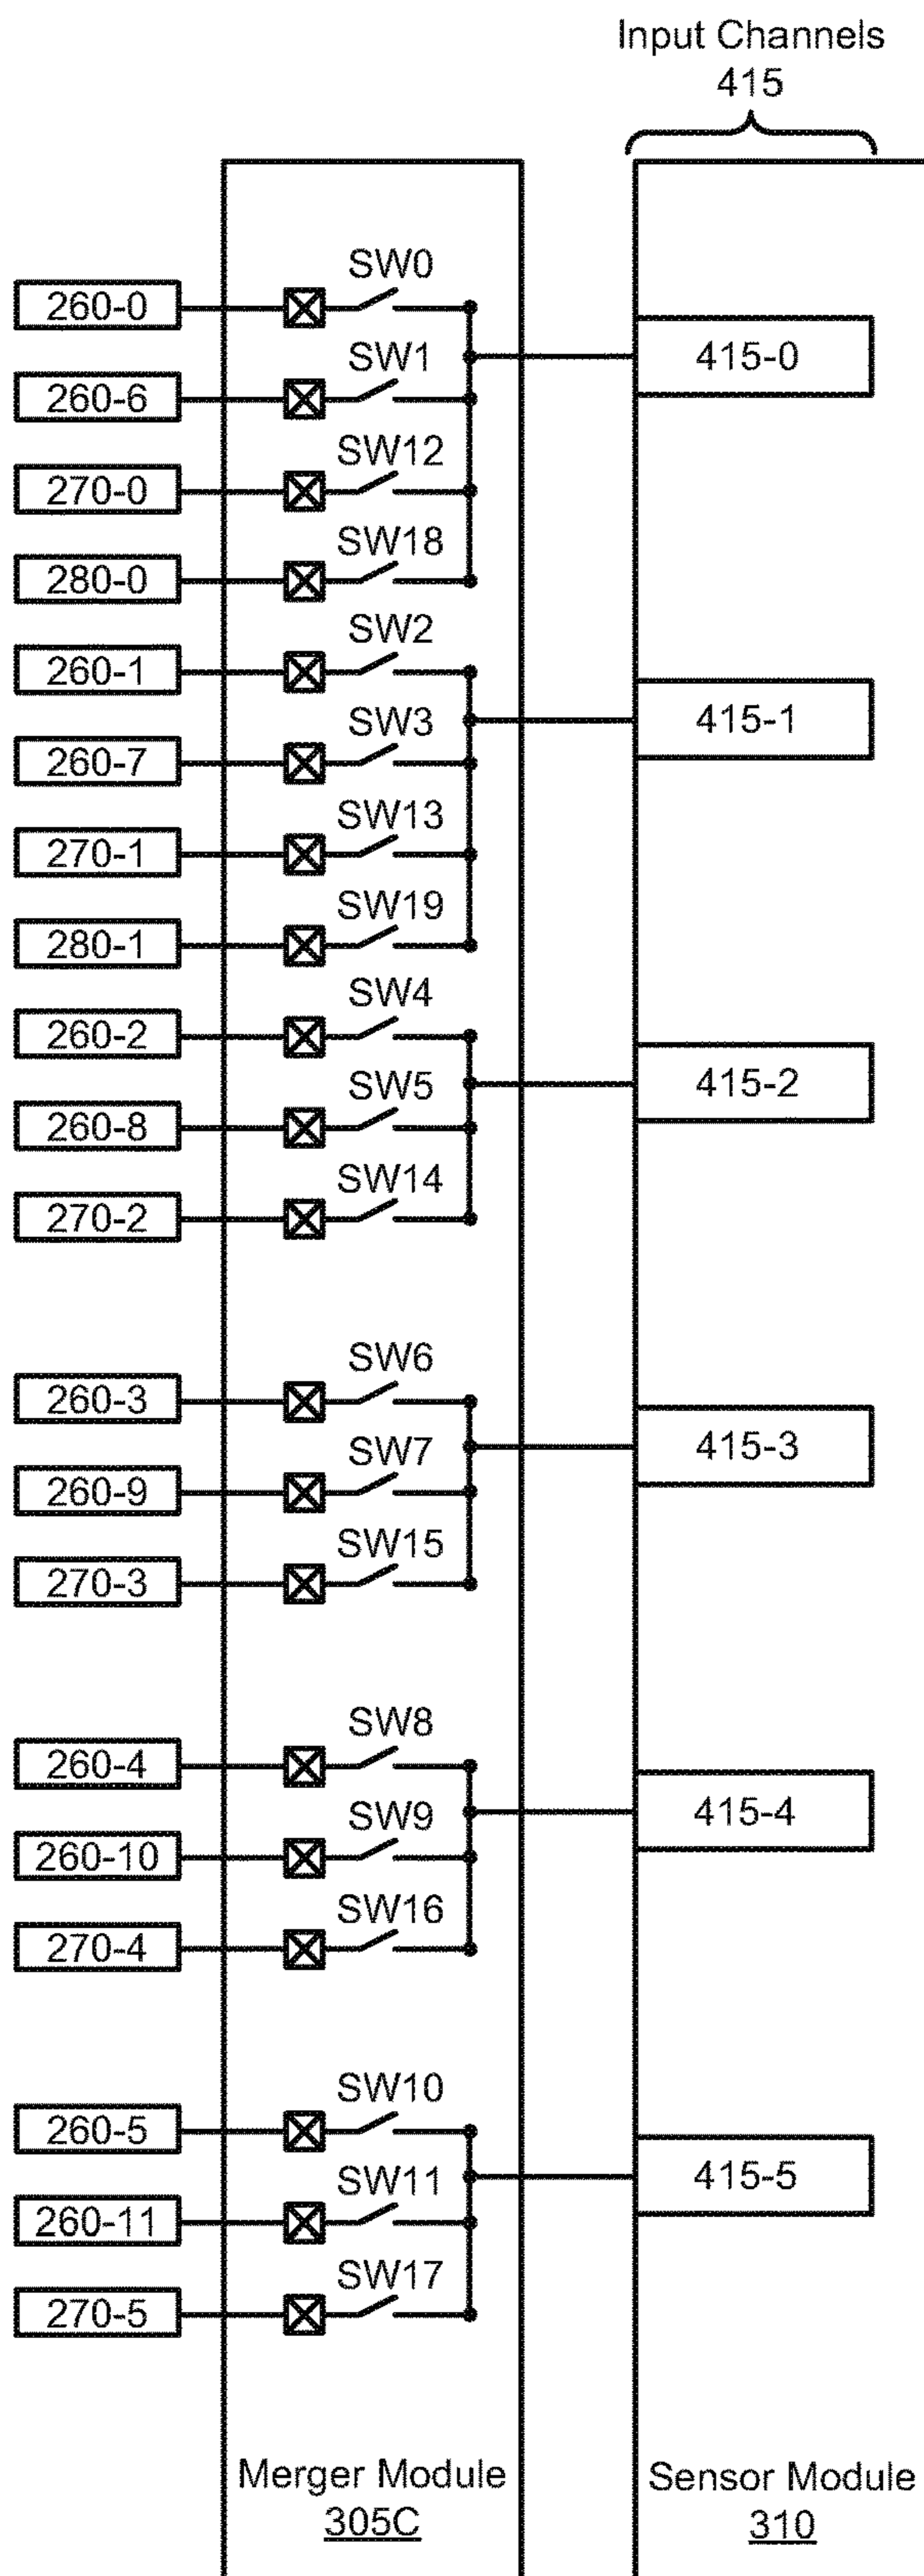 Input Channels
415
SW0
260-0
415-0
SW1
260-6
SW12
270-0
SW18
280-0
SW2
260-1
415-1
SW3
260-7
SW13
270-1
SW19
280-1
SW4
260-2
415-2
SW5
260-8
SW14
270-2
SW6
260-3
415-3
SW7
260-9
SW15
270-3
SW8
260-4
415-4
SW9
260-10
SW16
270-4
SW10
260-5
415-5
SW11
260-11
SW17
270-5
Merger Module
305C
Sensor Module
310